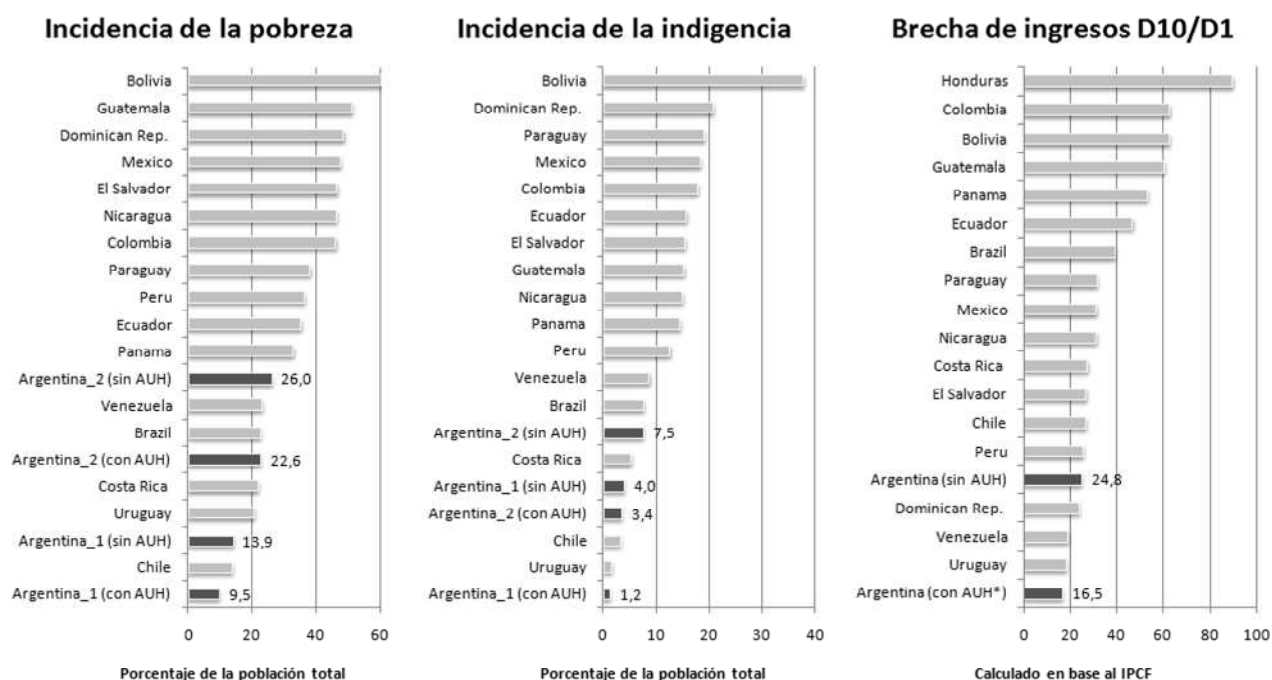 Incidencia de la pobreza
Bolivia
Guatemala
Dominican Rep.
Mexico
El Salvador
Nicaragua
Colombia
Paraguay
Peru
Ecuador
Panama
Argentina_2 (sin AUH) 26,0
Venezuela
Brazil
Argentina_2 (con AUH) 22,6
Costa Rica
Uruguay
Argentina_1 (sin AUH) 13,9
Chile
Argentina_1 (con AUH) 9,5
0 20 40 60
Porcentaje de la población total
Incidencia de la indigencia
Bolivia
Dominican Rep.
Paraguay
Mexico
Colombia
Ecuador
El Salvador
Guatemala
Nicaragua
Panama
Peru
Venezuela
Brazil
Argentina_2 (sin AUH) 7,5
Costa Rica
Argentina_1 (sin AUH) 4,0
Argentina_2 (con AUH) 3,4
Chile
Uruguay
Argentina_1 (con AUH) 1,2
0 10 20 30 40
Porcentaje de la población total
Brecha de ingresos D10/D1
Honduras
Colombia
Bolivia
Guatemala
Panama
Ecuador
Brazil
Paraguay
Mexico
Nicaragua
Costa Rica
El Salvador
Chile
Peru
Argentina (sin AUH) 24,8
Dominican Rep.
Venezuela
Uruguay
Argentina (con AUH*) 16,5
0 20 40 60 80 100
Calculado en base al IPCF